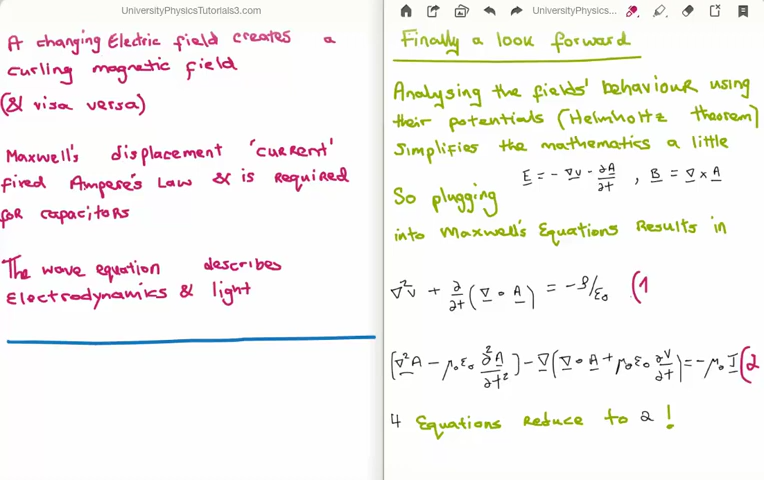 UniversityPhysicsTutorials3.com
A changing Electric field creates a
curling magnetic field
(& visa versa)
Maxwell's displacement 'current'
fixed Ampere's Law & is required
for capacitors
The wave equation describes
Electrodynamics & light
UniversityPhysics...
Finally a look forward
Analysing the fields' behaviour using
their potentials (Helmholtz theorem)
simplifies the mathematics a little
So plugging E = -∇V - ∂A/∂t , B = ∇ × A
into Maxwell's Equations Results in
∇²V + ∂/∂t (∇ • A) = -ρ/ε₀ (1
(∇²A - μ₀ε₀ ∂²A/∂t²) - ∇(∇ • A + μ₀ε₀ ∂V/∂t) = -μ₀J (2
4 Equations Reduce to 2 !